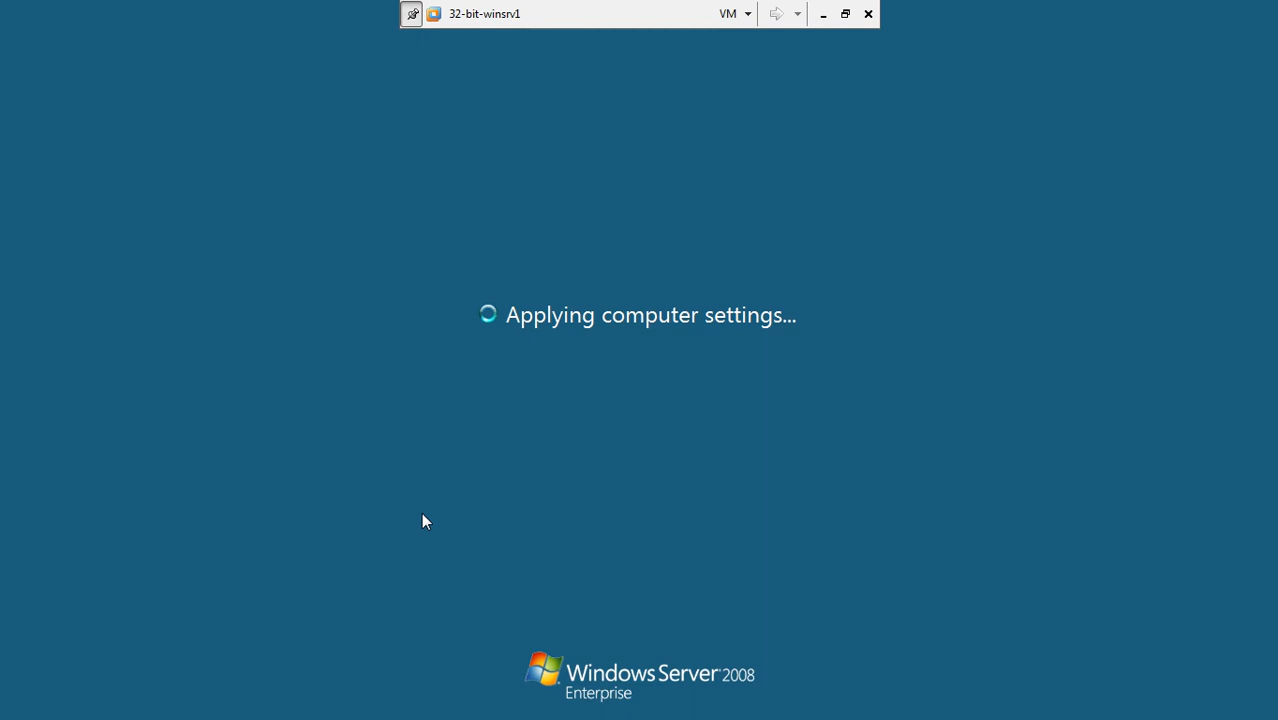 32-bit-winsrv1 VM
Applying computer settings...
Windows Server 2008
Enterprise